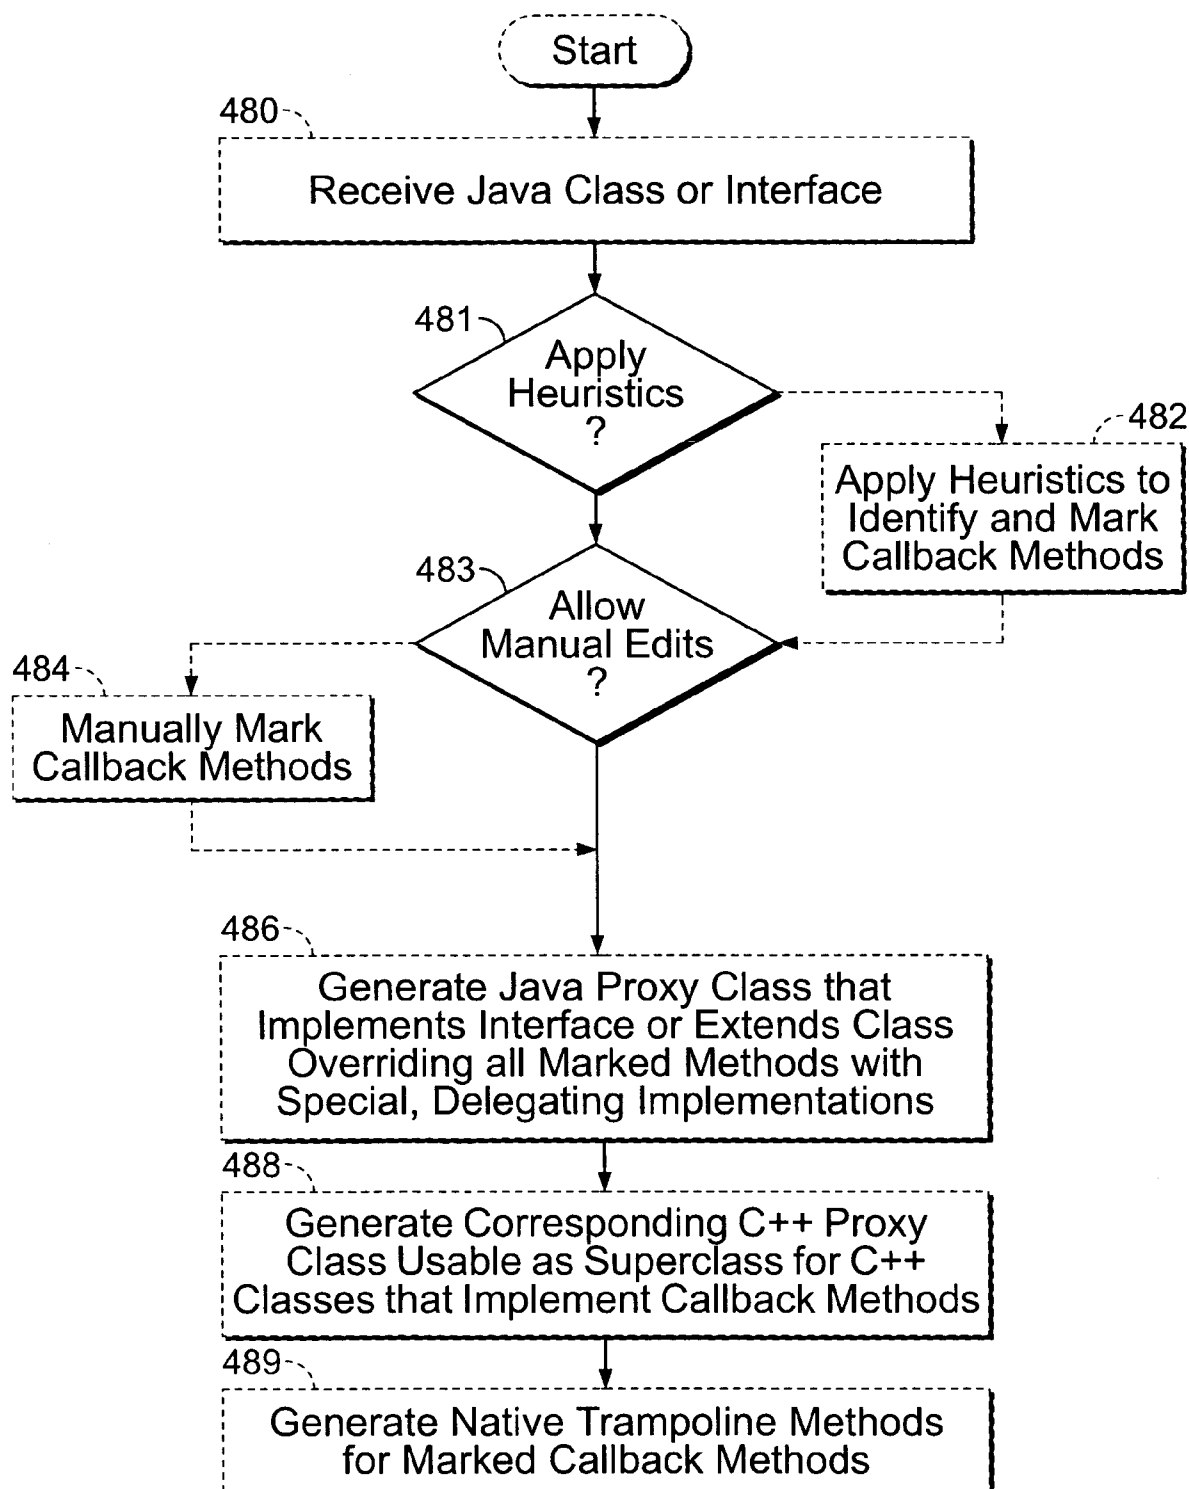 Start
480
Receive Java Class or Interface
481
Apply
Heuristics
?
482
Apply Heuristics to
Identify and Mark
Callback Methods
483
Allow
Manual Edits
?
484
Manually Mark
Callback Methods
486
Generate Java Proxy Class that
Implements Interface or Extends Class
Overriding all Marked Methods with
Special, Delegating Implementations
488
Generate Corresponding C++ Proxy
Class Usable as Superclass for C++
Classes that Implement Callback Methods
489
Generate Native Trampoline Methods
for Marked Callback Methods